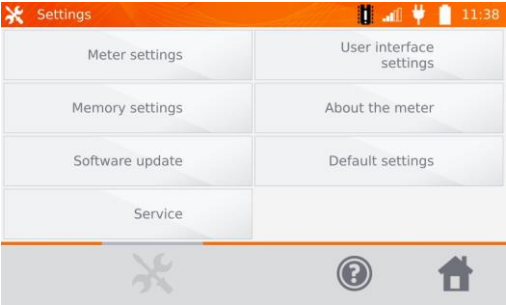 Settings
11:38
Meter settings
User interface
settings
Memory settings
About the meter
Software update
Default settings
Service
?